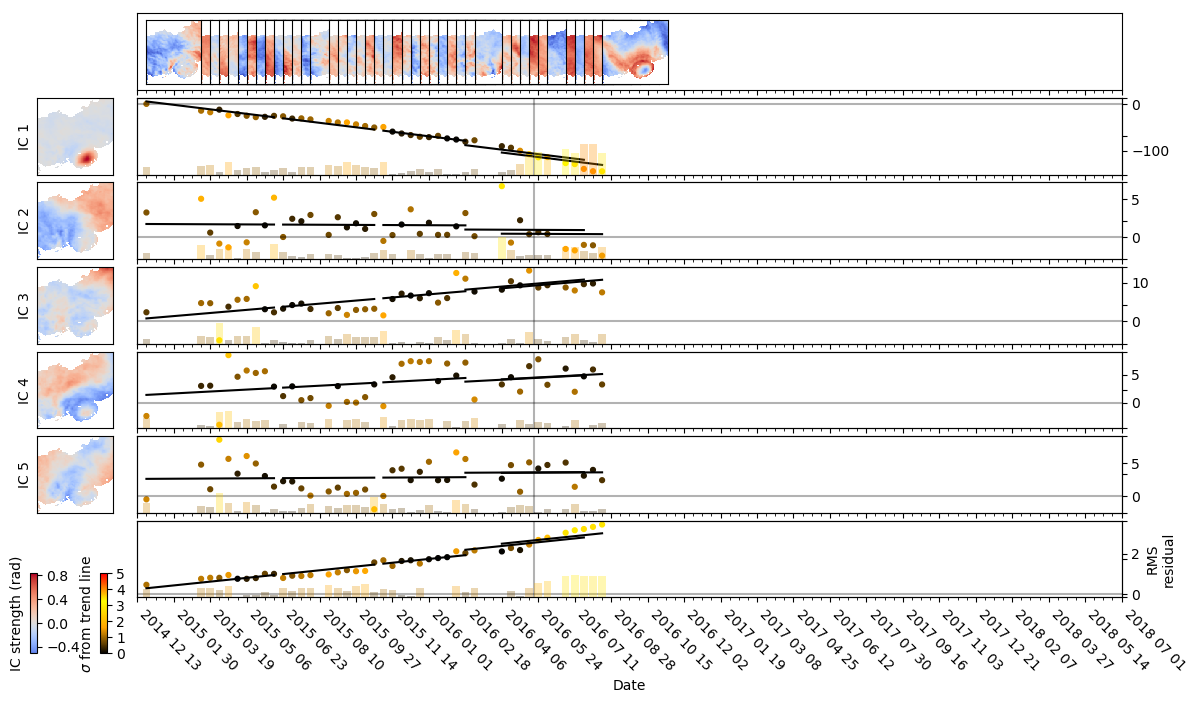 IC 1
0
−100
IC 2
5
0
IC 3
10
0
IC 4
5
0
IC 5
5
0
RMS
residual
2
0
IC strength (rad)
0.8
0.4
0.0
−0.4
σ from trend line
5
4
3
2
1
0
2014 12 13
2015 01 30
2015 03 19
2015 05 06
2015 06 23
2015 08 10
2015 09 27
2015 11 14
2016 01 01
2016 02 18
2016 04 06
2016 05 24
2016 07 11
2016 08 28
2016 10 15
2016 12 02
2017 01 19
2017 03 08
2017 04 25
2017 06 12
2017 07 30
2017 09 16
2017 11 03
2017 12 21
2018 02 07
2018 03 27
2018 05 14
2018 07 01
Date